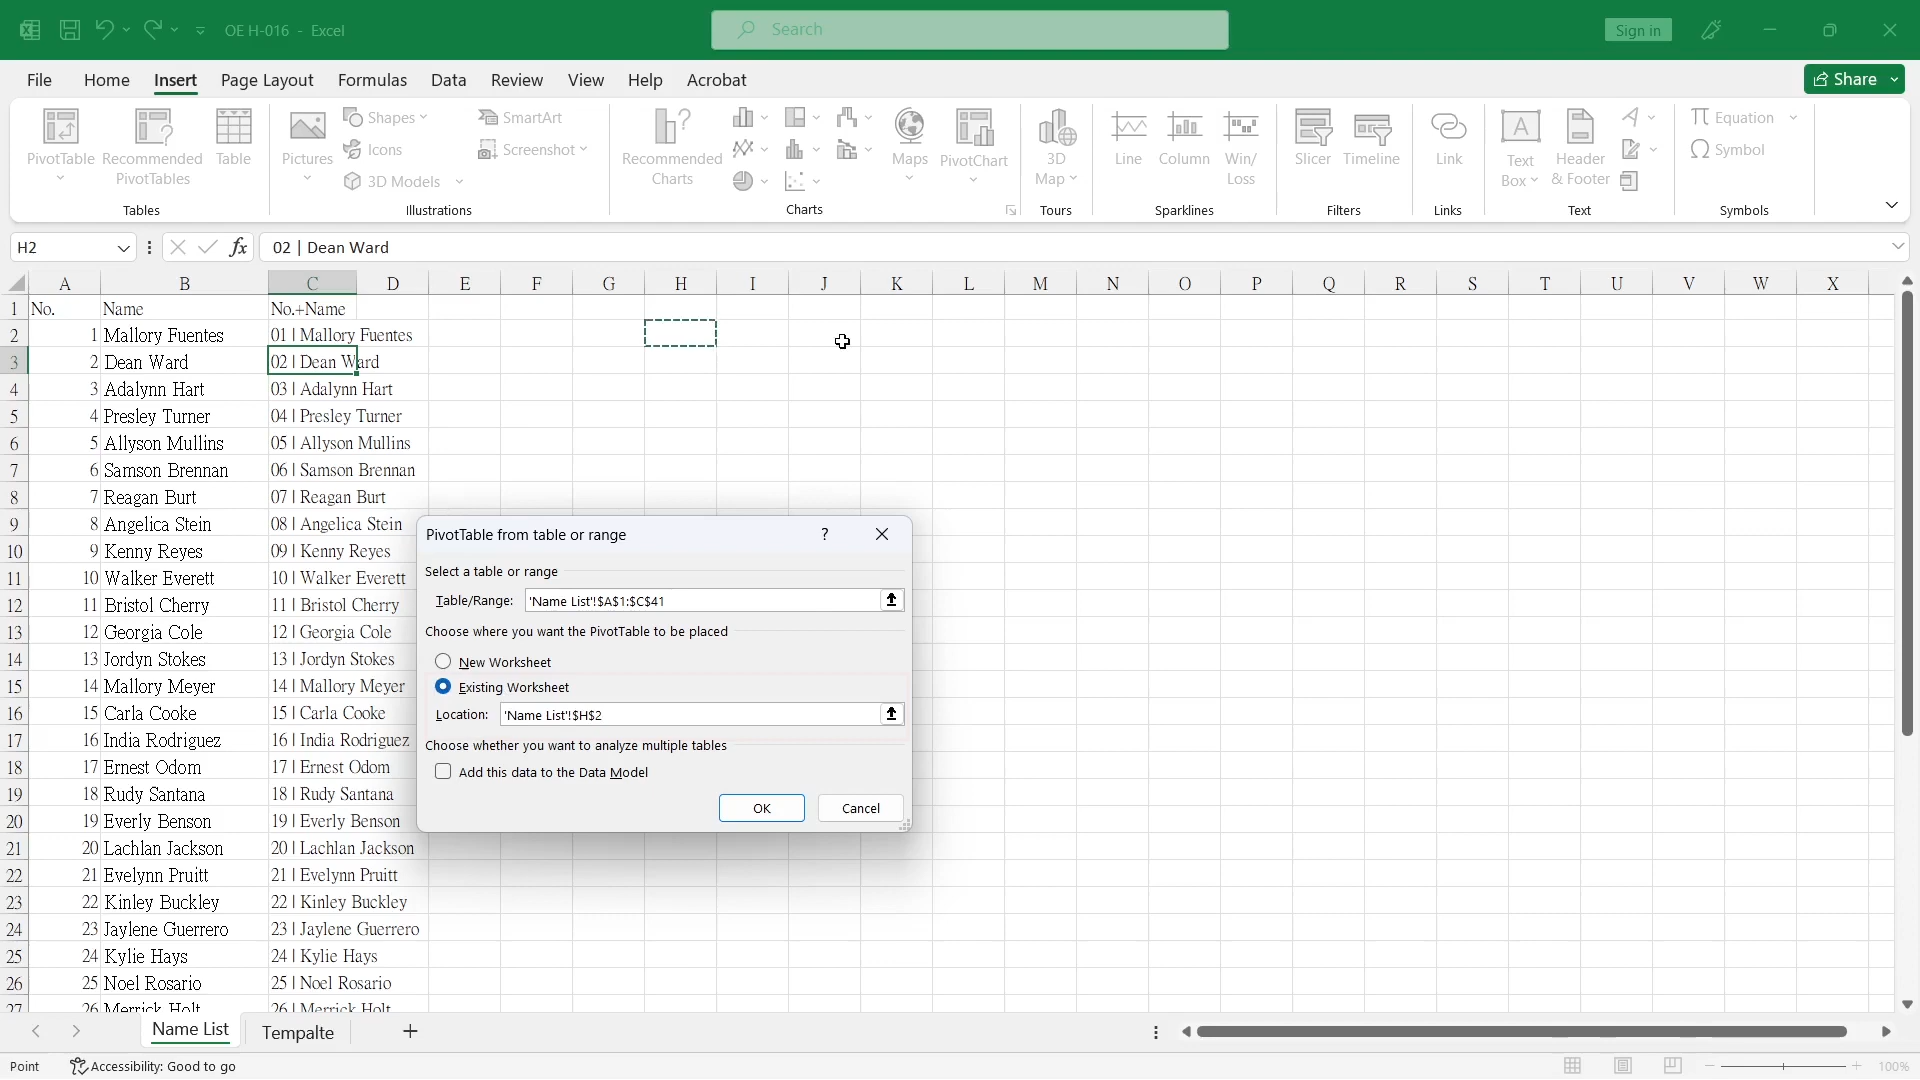 OE H-016 - Excel
Search
Sign in
File Home Insert Page Layout Formulas Data Review View Help Acrobat
Share
PivotTable
Recommended PivotTables
Table
Tables
Pictures
Shapes
Icons
3D Models
SmartArt
Screenshot
Illustrations
Recommended Charts
Maps
PivotChart
Charts
3D Map
Tours
Line
Column
Win/ Loss
Sparklines
Slicer
Timeline
Filters
Link
Links
Text Box
Header & Footer
Text
Equation
Symbol
Symbols
H2
fx
02 | Dean Ward
A B C D E F G H I J K L M N O P Q R S T U V W X
1 No. Name No.+Name
2 1 Mallory Fuentes 01 | Mallory Fuentes
3 2 Dean Ward 02 | Dean Ward
4 3 Adalynn Hart 03 | Adalynn Hart
5 4 Presley Turner 04 | Presley Turner
6 5 Allyson Mullins 05 | Allyson Mullins
7 6 Samson Brennan 06 | Samson Brennan
8 7 Reagan Burt 07 | Reagan Burt
9 8 Angelica Stein 08 | Angelica Stein
10 9 Kenny Reyes 09 | Kenny Reyes
11 10 Walker Everett 10 | Walker Everett
12 11 Bristol Cherry 11 | Bristol Cherry
13 12 Georgia Cole 12 | Georgia Cole
14 13 Jordyn Stokes 13 | Jordyn Stokes
15 14 Mallory Meyer 14 | Mallory Meyer
16 15 Carla Cooke 15 | Carla Cooke
17 16 India Rodriguez 16 | India Rodriguez
18 17 Ernest Odom 17 | Ernest Odom
19 18 Rudy Santana 18 | Rudy Santana
20 19 Everly Benson 19 | Everly Benson
21 20 Lachlan Jackson 20 | Lachlan Jackson
22 21 Evelynn Pruitt 21 | Evelynn Pruitt
23 22 Kinley Buckley 22 | Kinley Buckley
24 23 Jaylene Guerrero 23 | Jaylene Guerrero
25 24 Kylie Hays 24 | Kylie Hays
26 25 Noel Rosario 25 | Noel Rosario
27 26 Merrick Holt 26 | Merrick Holt
PivotTable from table or range ?
Select a table or range
Table/Range: 'Name List'!$A$1:$C$41
Choose where you want the PivotTable to be placed
New Worksheet
Existing Worksheet
Location: 'Name List'!$H$2
Choose whether you want to analyze multiple tables
Add this data to the Data Model
OK Cancel
Name List Tempalte
Point Accessibility: Good to go
100%